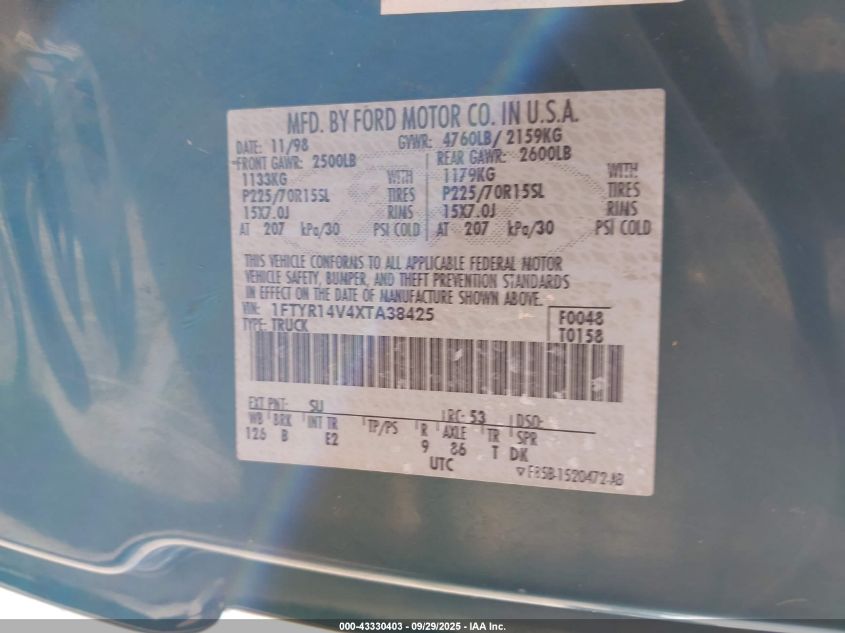 MFD. BY FORD MOTOR CO. IN U.S.A.
DATE: 11/98 GVWR: 4760LB/ 2159KG
FRONT GAWR: 2500LB REAR GAWR: 2600LB
1133KG WITH 1179KG WITH
P225/70R15SL TIRES P225/70R15SL TIRES
15X7.0J RIMS 15X7.0J RIMS
AT 207 kPa/30 PSI COLD AT 207 kPa/30 PSI COLD
THIS VEHICLE CONFORMS TO ALL APPLICABLE FEDERAL MOTOR
VEHICLE SAFETY, BUMPER, AND THEFT PREVENTION STANDARDS
IN EFFECT ON THE DATE OF MANUFACTURE SHOWN ABOVE.
VIN: 1FTYR14V4XTA38425 F0048
TYPE: TRUCK T0158
EXT PNT: SU RC: 53 DSO:
WB BRK INT TR TP/PS R AXLE TR SPR
126 B E2 9 86 T DK
UTC F85B-1520472-AB
000-43330403 - 09/29/2025 - IAA Inc.